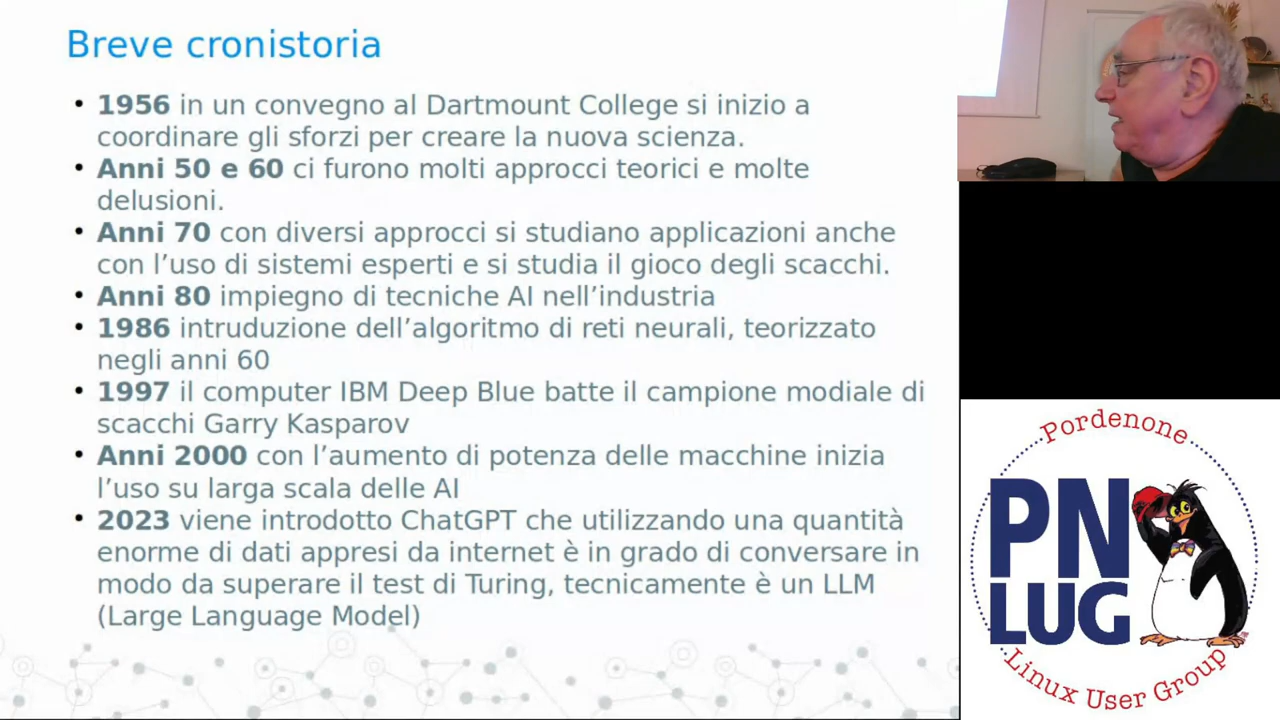 Breve cronistoria
• 1956 in un convegno al Dartmount College si inizio a
coordinare gli sforzi per creare la nuova scienza.
• Anni 50 e 60 ci furono molti approcci teorici e molte
delusioni.
• Anni 70 con diversi approcci si studiano applicazioni anche
con l’uso di sistemi esperti e si studia il gioco degli scacchi.
• Anni 80 impiegno di tecniche AI nell’industria
• 1986 intruduzione dell’algoritmo di reti neurali, teorizzato
negli anni 60
• 1997 il computer IBM Deep Blue batte il campione modiale di
scacchi Garry Kasparov
• Anni 2000 con l’aumento di potenza delle macchine inizia
l’uso su larga scala delle AI
• 2023 viene introdotto ChatGPT che utilizzando una quantità
enorme di dati appresi da internet è in grado di conversare in
modo da superare il test di Turing, tecnicamente è un LLM
(Large Language Model)
Pordenone
PN
LUG
Linux User Group